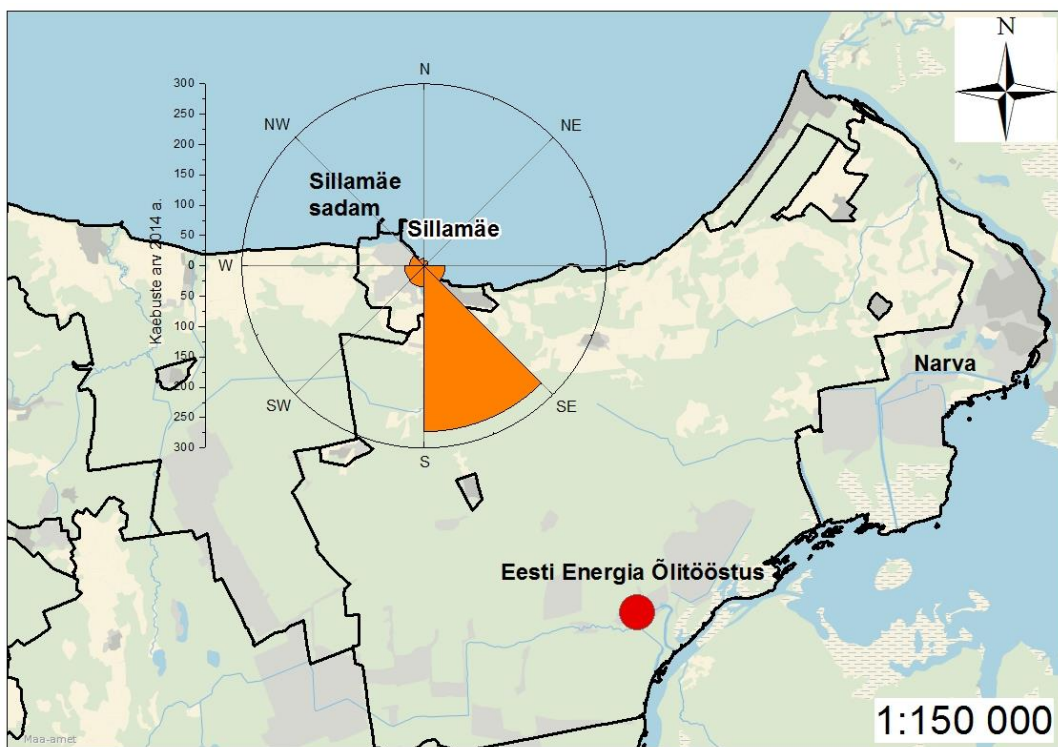 N
N
300
250
200
150
100
50
0
50
100
150
200
250
300
Kaebuste arv 2014 a.
NW
NE
Sillamäe
sadam
Sillamäe
W
E
SW
SE
S
Narva
Eesti Energia Õlitööstus
1:150 000
Maa-amet